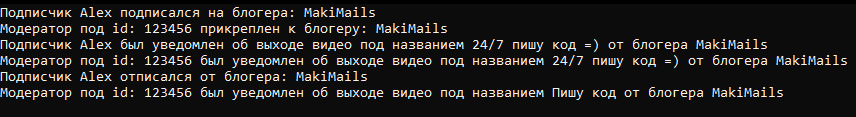 Подписчик Alex подписался на блогера: MakiMails
Модератор под id: 123456 прикреплен к блогеру: MakiMails
Подписчик Alex был уведомлен об выходе видео под названием 24/7 пишу код =) от блогера MakiMails
Модератор под id: 123456 был уведомлен об выходе видео под названием 24/7 пишу код =) от блогера MakiMails
Подписчик Alex отписался от блогера: MakiMails
Модератор под id: 123456 был уведомлен об выходе видео под названием Пишу код от блогера MakiMails